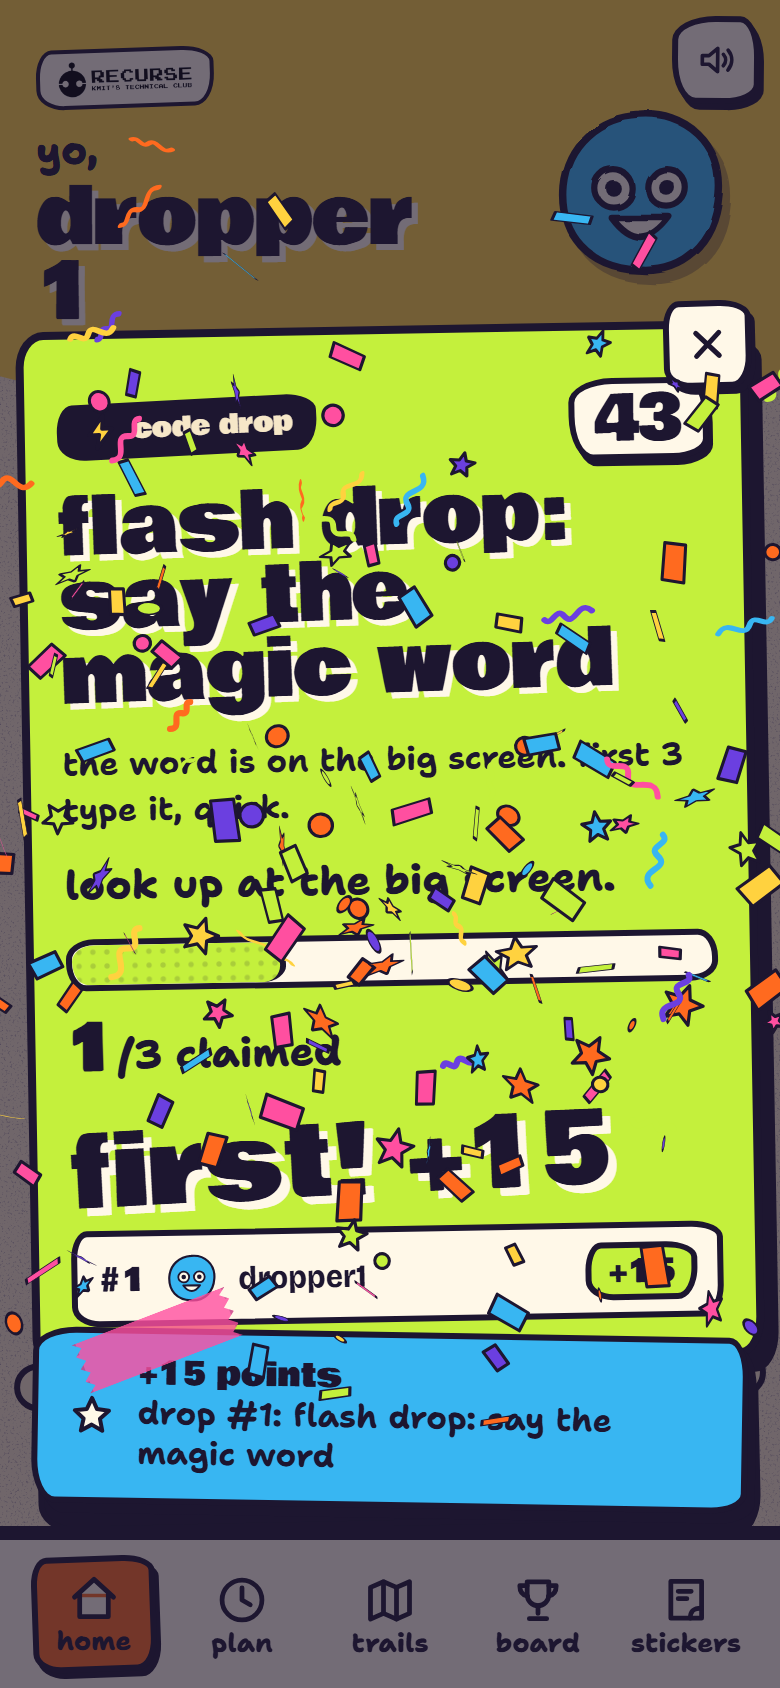 RECURSE
KMIT'S TECHNICAL CLUB
yo,
dropper
1
code drop
43
flash drop:
say the
magic word
the word is on the big screen. first 3
type it, quick.
look up at the big screen.
1/3 claimed
first! +15
#1 dropper1 +15
+15 points
drop #1: flash drop: say the
magic word
home plan trails board stickers